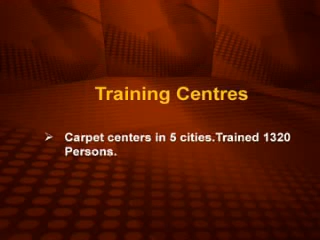 Training Centres
➢ Carpet centers in 5 cities.Trained 1320
Persons.